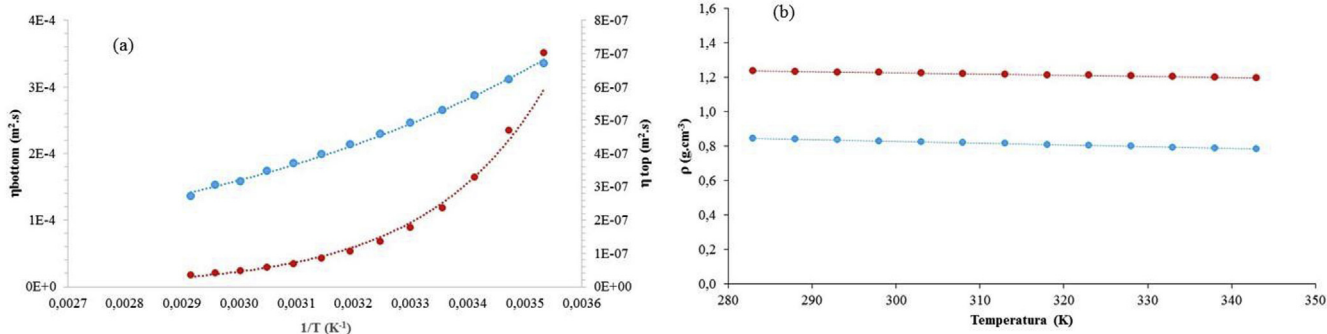 (a)
ηbottom (m².s)
4E-4
3E-4
2E-4
1E-4
0E+0
8E-07
7E-07
6E-07
5E-07
4E-07
3E-07
2E-07
1E-07
0E+00
η top (m².s)
0,0027 0,0028 0,0029 0,0030 0,0031 0,0032 0,0033 0,0034 0,0035 0,0036
1/T (K⁻¹)
(b)
ρ (g.cm⁻³)
1,6
1,4
1,2
1,0
0,8
0,6
0,4
0,2
0,0
280 290 300 310 320 330 340 350
Temperatura (K)